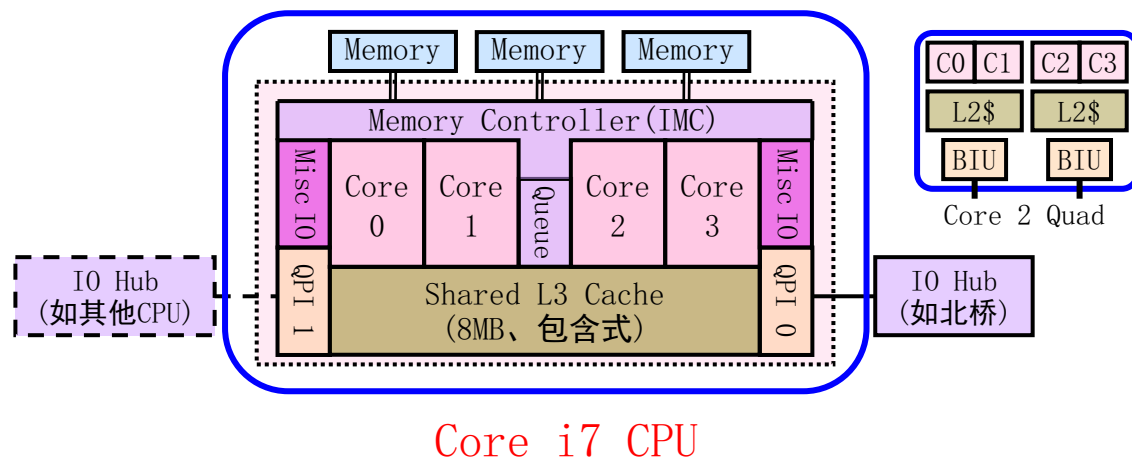 Memory Memory Memory
Memory Controller(IMC)
Misc IO
Core 0
Core 1
Queue
Core 2
Core 3
Misc IO
QPI 1
Shared L3 Cache
(8MB、包含式)
QPI 0
IO Hub
(如其他CPU)
IO Hub
(如北桥)
C0 C1 C2 C3
L2$ L2$
BIU BIU
Core 2 Quad
Core i7 CPU